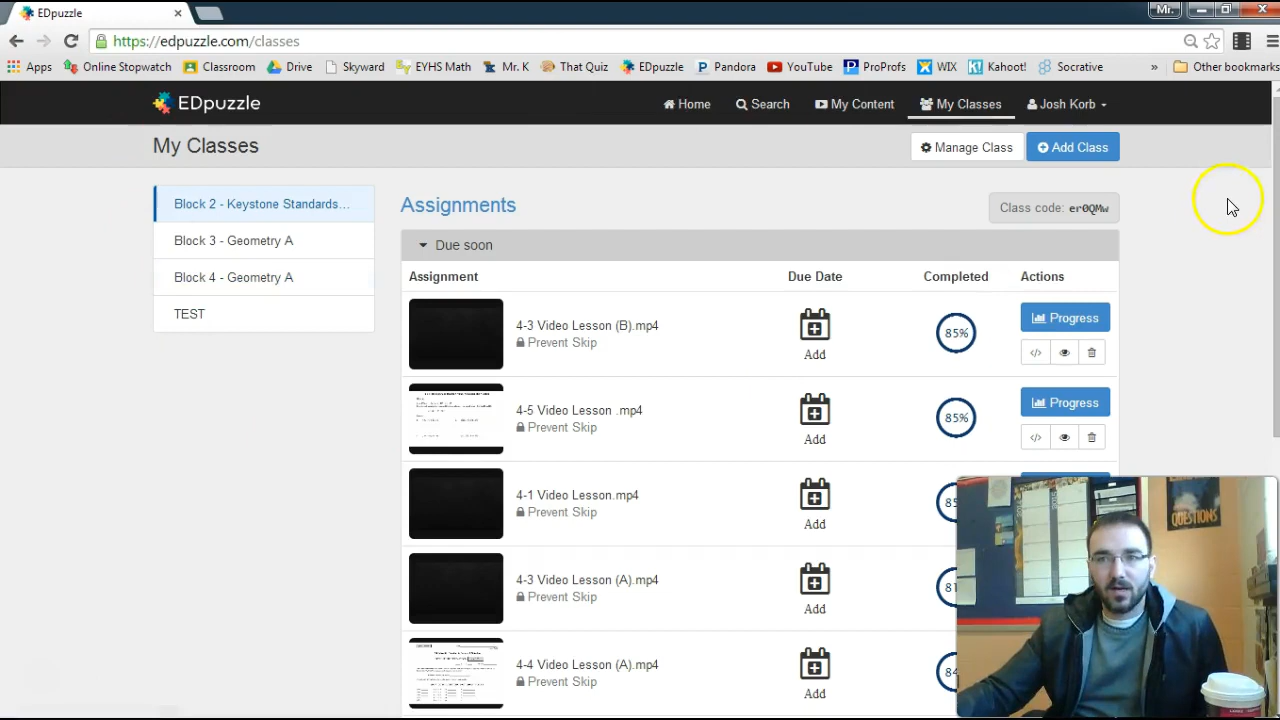 EDpuzzle
Mr.
https://edpuzzle.com/classes
Apps Online Stopwatch Classroom Drive Skyward EYHS Math Mr. K That Quiz EDpuzzle Pandora YouTube ProProfs WIX Kahoot! Socrative » Other bookmarks
EDpuzzle Home Search My Content My Classes Josh Korb
My Classes Manage Class Add Class
Block 2 - Keystone Standards...
Block 3 - Geometry A
Block 4 - Geometry A
TEST
Assignments Class code: er0QMw
Due soon
Assignment Due Date Completed Actions
4-3 Video Lesson (B).mp4
Prevent Skip
Add
85%
Progress
4-5 Video Lesson .mp4
Prevent Skip
Add
85%
Progress
4-1 Video Lesson.mp4
Prevent Skip
Add
4-3 Video Lesson (A).mp4
Prevent Skip
Add
4-4 Video Lesson (A).mp4
Prevent Skip
Add
QUESTIONS